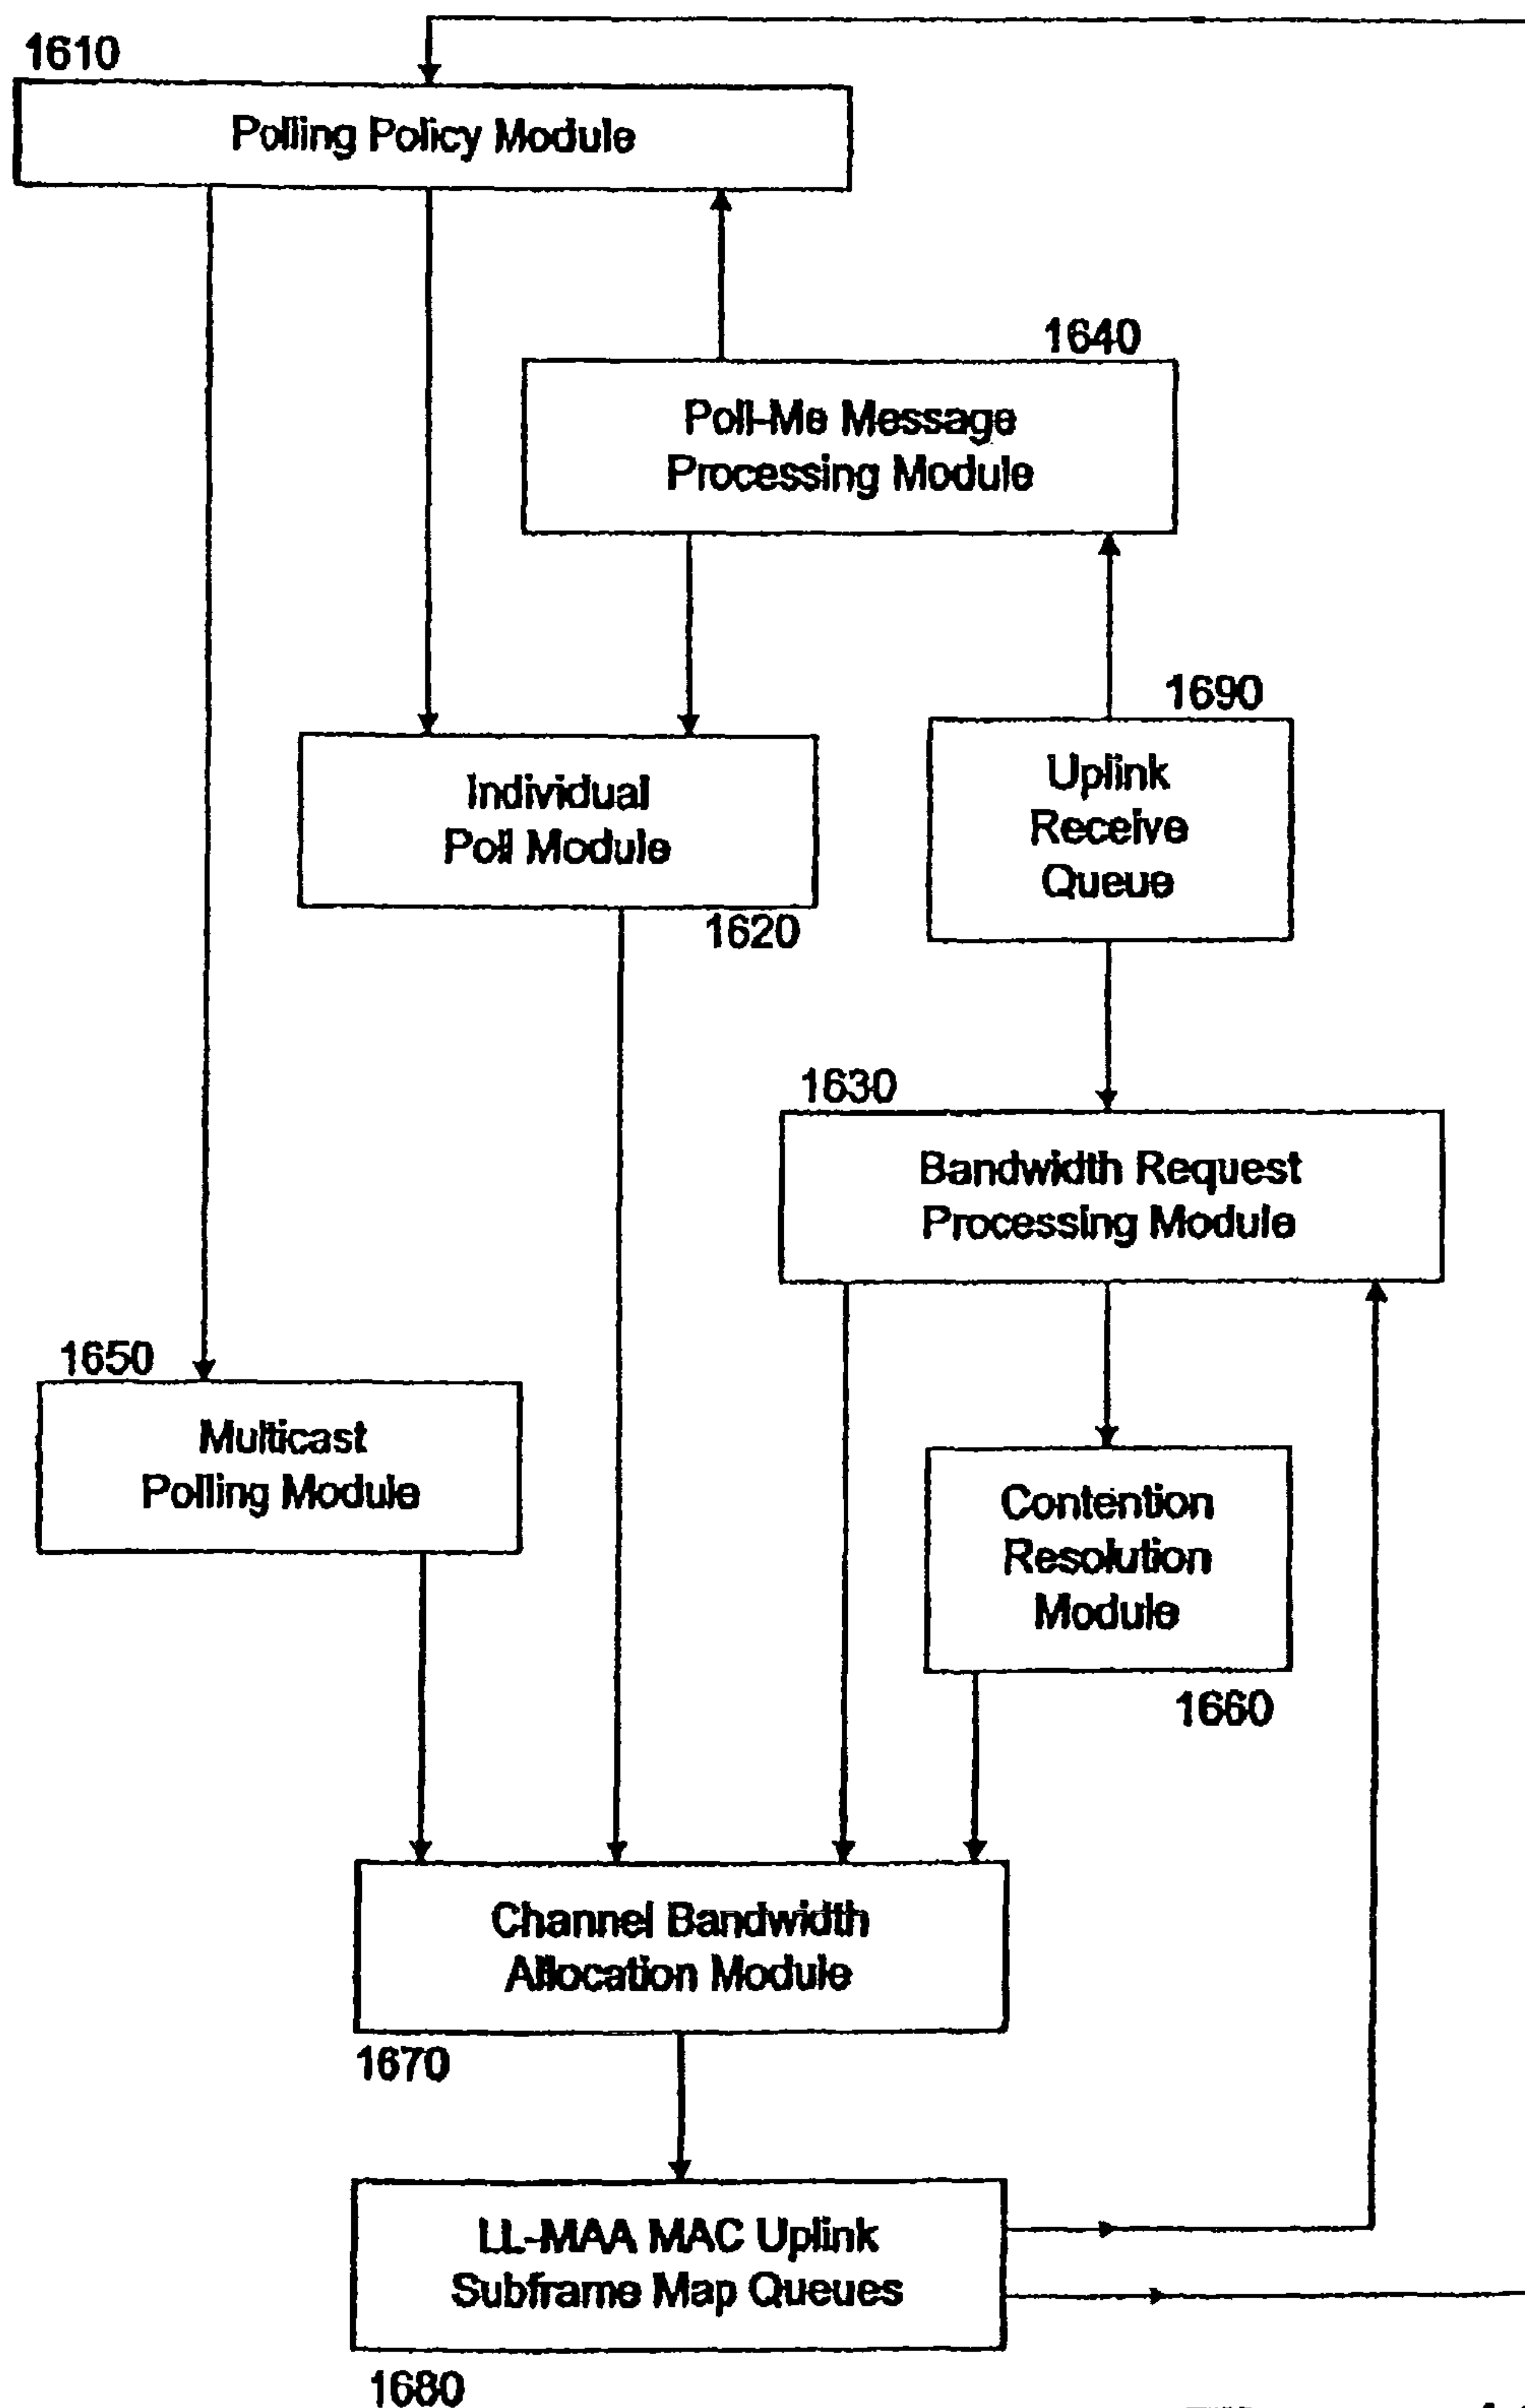 1610
Polling Policy Module
1640
Poll-Me Message
Processing Module
1690
Uplink
Receive
Queue
Individual
Poll Module
1620
1630
Bandwidth Request
Processing Module
1650
Multicast
Polling Module
Contention
Resolution
Module
1660
Channel Bandwidth
Allocation Module
1670
LL-MAA MAC Uplink
Subframe Map Queues
1680